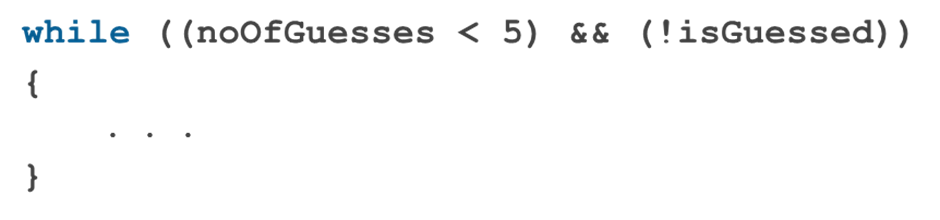 while ((noOfGuesses < 5) && (!isGuessed))
{
. . .
}